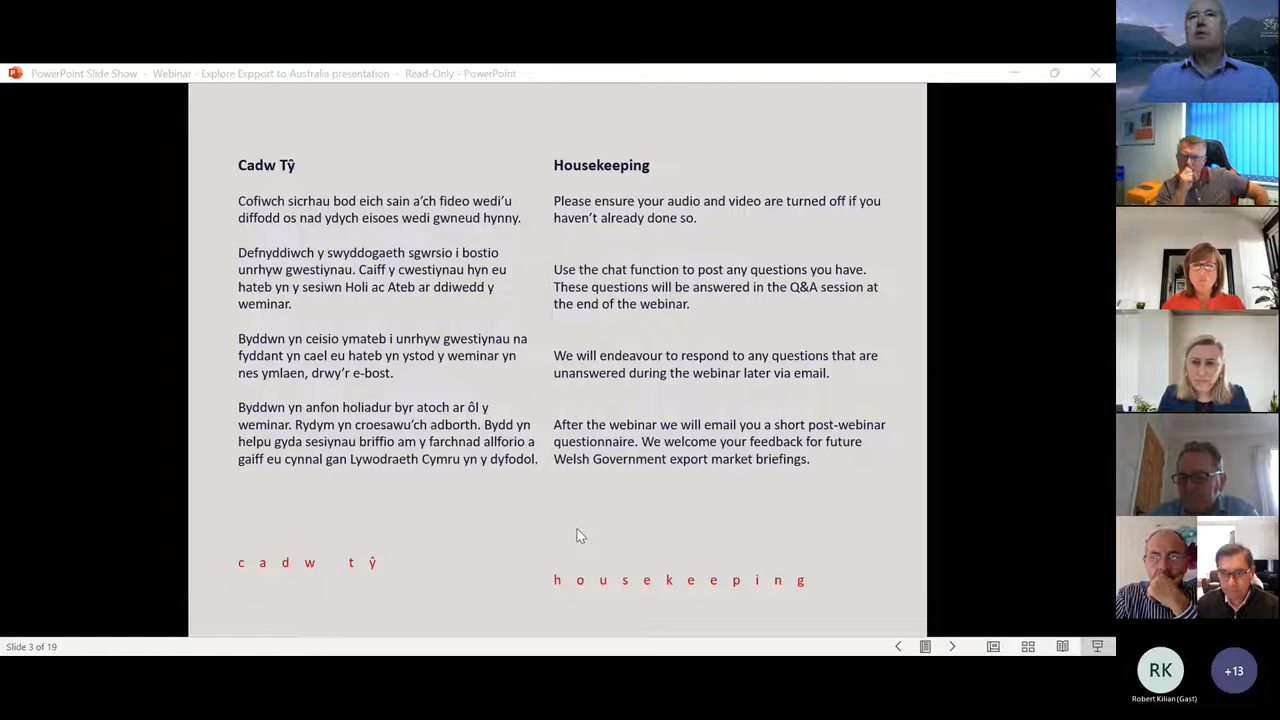 PowerPoint Slide Show - Webinar - Explore Expport to Australia presentation - Read-Only - PowerPoint
Cadw Tŷ
Cofiwch sicrhau bod eich sain a'ch fideo wedi'u
diffodd os nad ydych eisoes wedi gwneud hynny.
Defnyddiwch y swyddogaeth sgwrsio i bostio
unrhyw gwestiynau. Caiff y cwestiynau hyn eu
hateb yn y sesiwn Holi ac Ateb ar ddiwedd y
weminar.
Byddwn yn ceisio ymateb i unrhyw gwestiynau na
fyddant yn cael eu hateb yn ystod y weminar yn
nes ymlaen, drwy'r e-bost.
Byddwn yn anfon holiadur byr atoch ar ôl y
weminar. Rydym yn croesawu'ch adborth. Bydd yn
helpu gyda sesiynau briffio am y farchnad allforio a
gaiff eu cynnal gan Lywodraeth Cymru yn y dyfodol.
c a d w t ŷ
Housekeeping
Please ensure your audio and video are turned off if you
haven't already done so.
Use the chat function to post any questions you have.
These questions will be answered in the Q&A session at
the end of the webinar.
We will endeavour to respond to any questions that are
unanswered during the webinar later via email.
After the webinar we will email you a short post-webinar
questionnaire. We welcome your feedback for future
Welsh Government export market briefings.
h o u s e k e e p i n g
Slide 3 of 19
RK
Robert Kilian (Gast)
+13